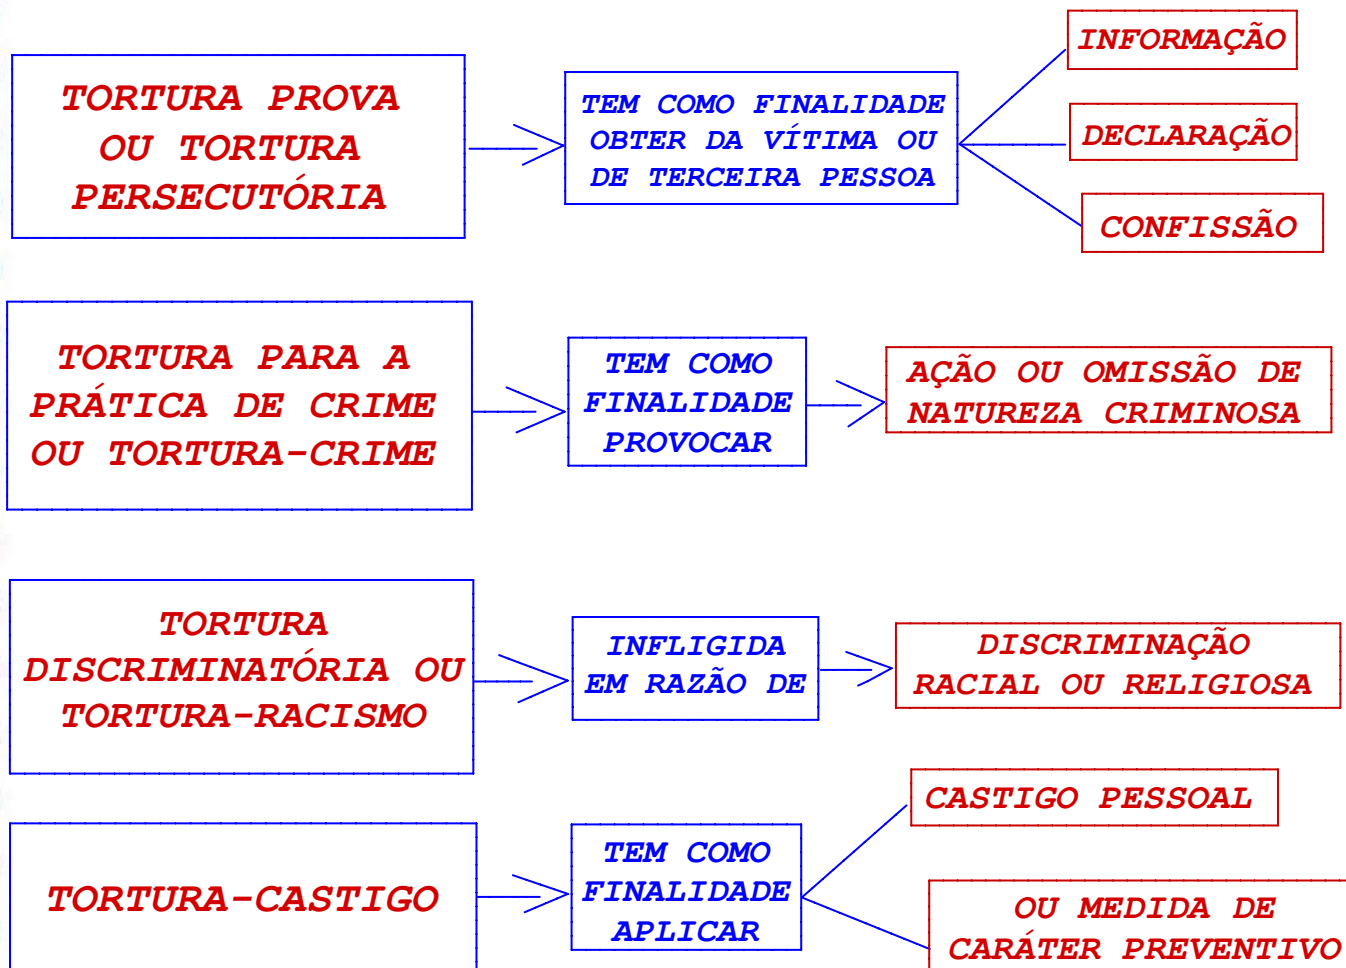 TORTURA PROVA
OU TORTURA
PERSECUTÓRIA
TEM COMO FINALIDADE
OBTER DA VÍTIMA OU
DE TERCEIRA PESSOA
INFORMAÇÃO
DECLARAÇÃO
CONFISSÃO
TORTURA PARA A
PRÁTICA DE CRIME
OU TORTURA-CRIME
TEM COMO
FINALIDADE
PROVOCAR
AÇÃO OU OMISSÃO DE
NATUREZA CRIMINOSA
TORTURA
DISCRIMINATÓRIA OU
TORTURA-RACISMO
INFLIGIDA
EM RAZÃO DE
DISCRIMINAÇÃO
RACIAL OU RELIGIOSA
TORTURA-CASTIGO
TEM COMO
FINALIDADE
APLICAR
CASTIGO PESSOAL
OU MEDIDA DE
CARÁTER PREVENTIVO